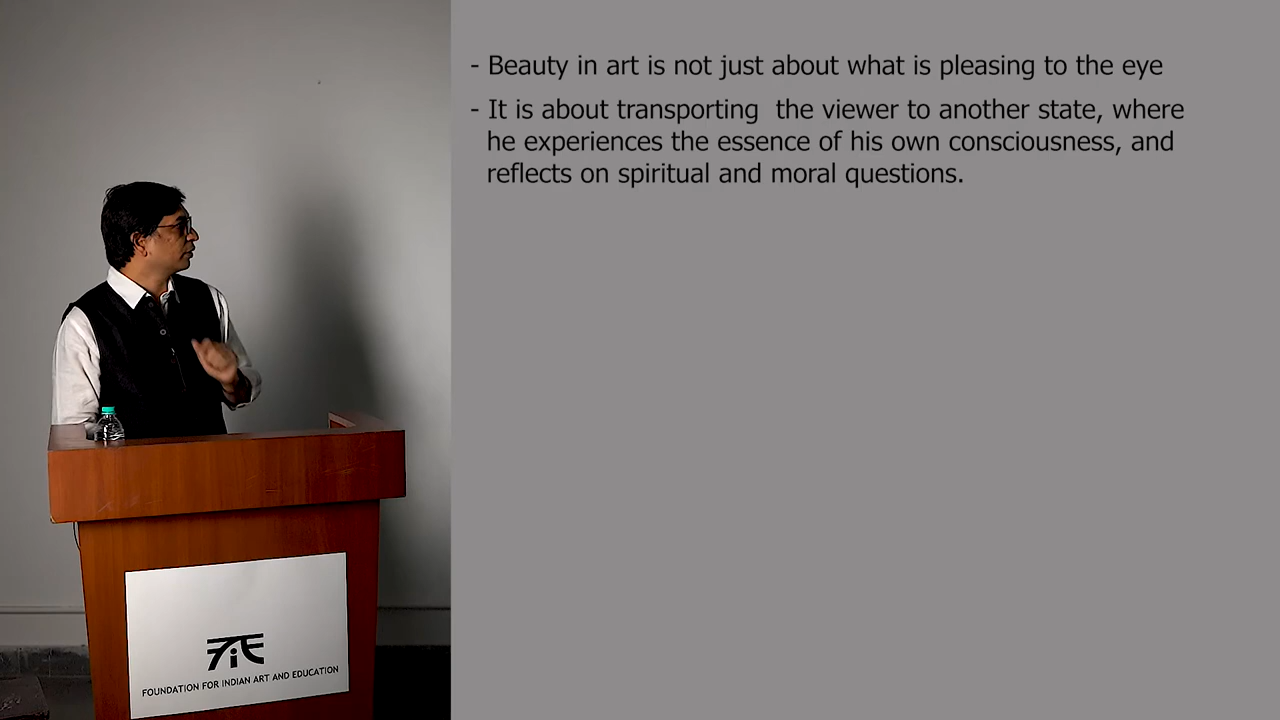 - Beauty in art is not just about what is pleasing to the eye
- It is about transporting  the viewer to another state, where
he experiences the essence of his own consciousness, and
reflects on spiritual and moral questions.
FiE
FOUNDATION FOR INDIAN ART AND EDUCATION